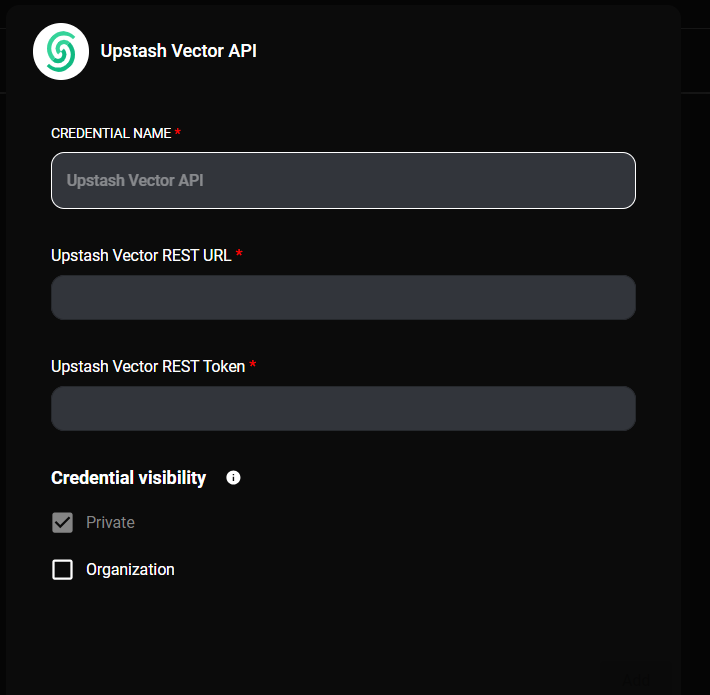 Upstash Vector API
CREDENTIAL NAME *
Upstash Vector API
Upstash Vector REST URL *
Upstash Vector REST Token *
Credential visibility
Private
Organization